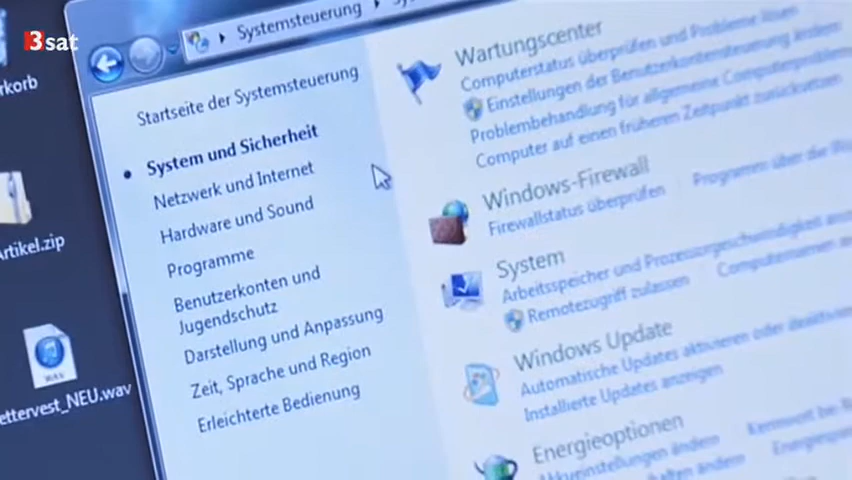 3sat
Systemsteuerung
Startseite der Systemsteuerung
System und Sicherheit
Netzwerk und Internet
Hardware und Sound
Programme
Benutzerkonten und
Jugendschutz
Darstellung und Anpassung
Zeit, Sprache und Region
Erleichterte Bedienung
Wartungscenter
Computerstatus überprüfen und Probleme lösen
Einstellungen der Benutzerkontensteuerung ändern
Problembehandlung für allgemeine Computerprobleme
Computer auf einen früheren Zeitpunkt zurücksetzen
Windows-Firewall
Firewallstatus überprüfen Programme über die
System
Arbeitsspeicher und Prozessorgeschwindigkeit
Remotezugriff zulassen
Windows Update
Automatische Updates aktivieren oder
Installierte Updates anzeigen
Energieoptionen
rkorb
rtikel.zip
WAV
ettervest_NEU.wav